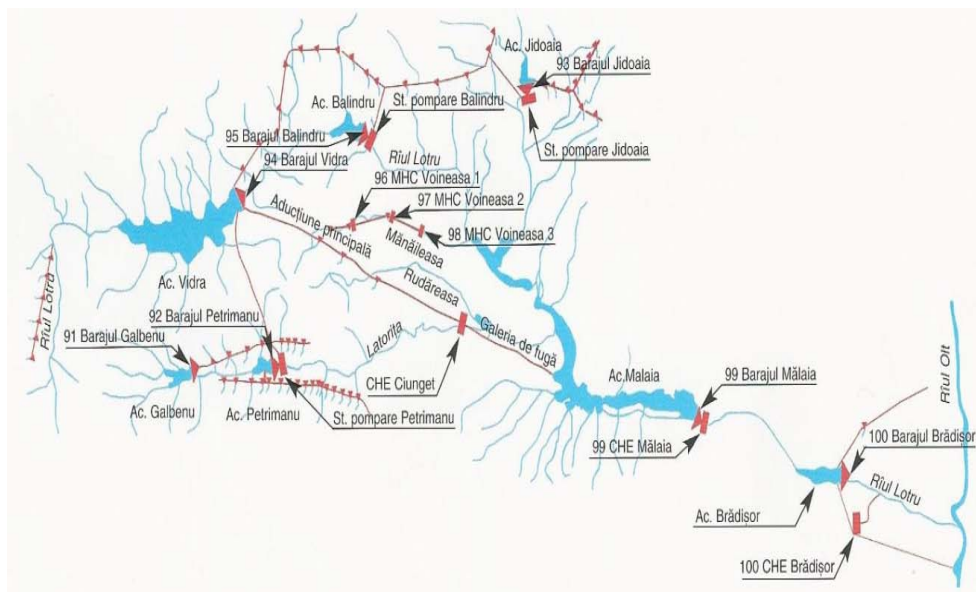 Ac. Jidoaia
93 Barajul Jidoaia
Ac. Balindru
St. pompare Balindru
95 Barajul Balindru
St. pompare Jidoaia
94 Barajul Vidra
Rîul Lotru
96 MHC Voineasa 1
97 MHC Voineasa 2
Aducțiune principală
Mănăileasa
98 MHC Voineasa 3
Ac. Vidra
Rîul Lotru
Rudăreasa
92 Barajul Petrimanu
91 Barajul Galbenu
Latorița
Galeria de fugă
Rîul Olt
CHE Ciunget
Ac.Malaia
99 Barajul Mălaia
Ac. Galbenu
Ac. Petrimanu
St. pompare Petrimanu
99 CHE Mălaia
100 Barajul Brădișor
Rîul Lotru
Ac. Brădișor
100 CHE Brădișor